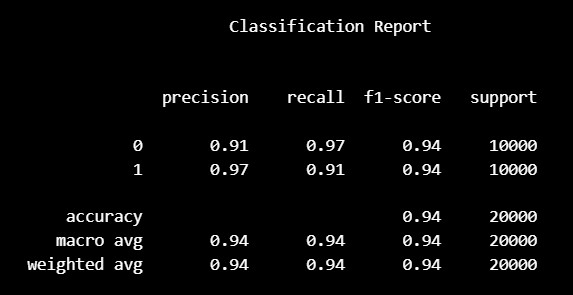 Classification Report
precision recall f1-score support
0 0.91 0.97 0.94 10000
1 0.97 0.91 0.94 10000
accuracy 0.94 20000
macro avg 0.94 0.94 0.94 20000
weighted avg 0.94 0.94 0.94 20000